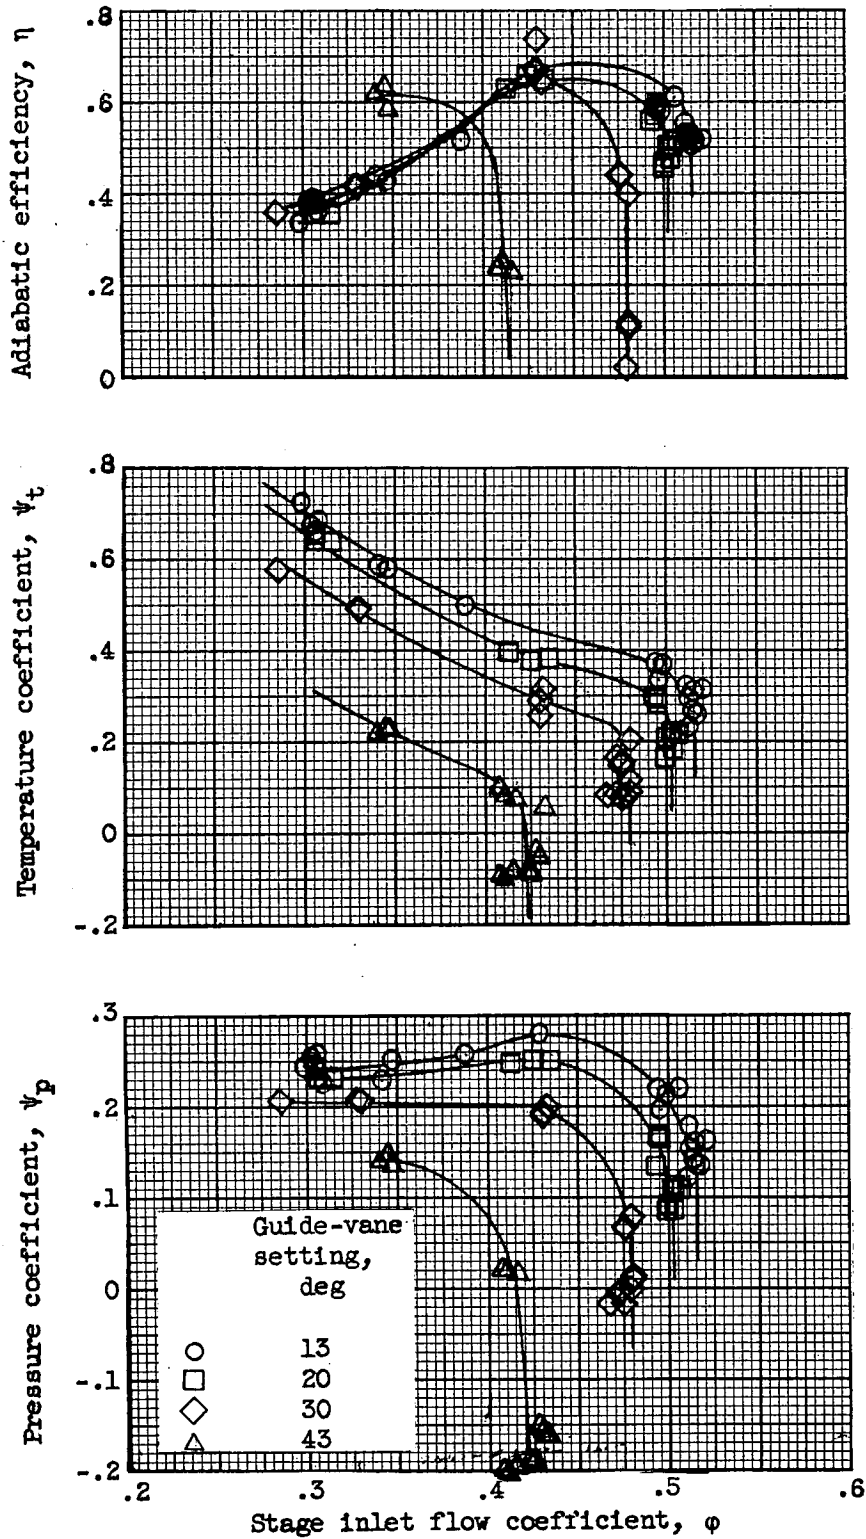 .8
.6
.4
.2
0
Adiabatic efficiency, η
.8
.6
.4
.2
0
-.2
Temperature coefficient, ψt
.3
.2
.1
0
-.1
-.2
Pressure coefficient, ψp
Guide-vane
setting,
deg
13
20
30
43
.2 .3 .4 .5 .6
Stage inlet flow coefficient, φ